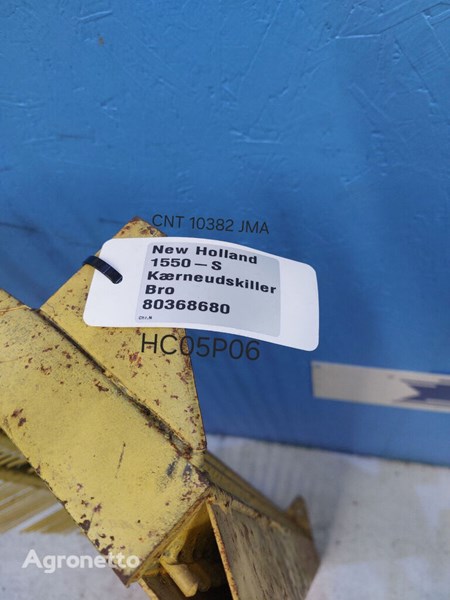 CNT 10382 JMA
New Holland
1550 – S
Kærneudskiller
Bro
80368680
HC05P06
Agronetto